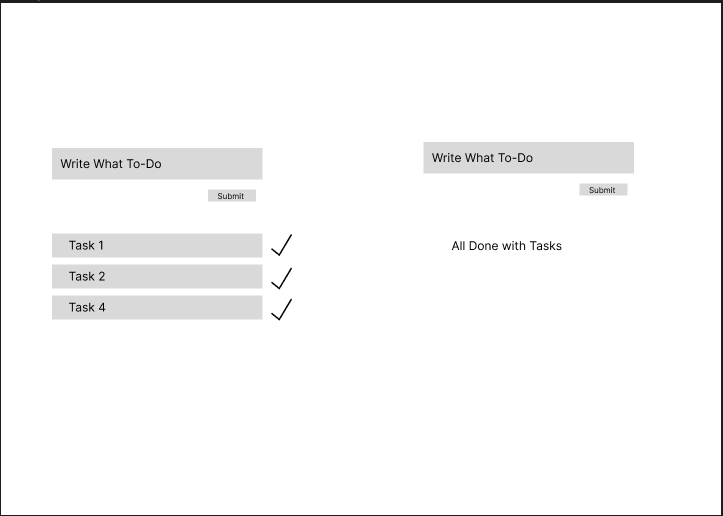 Write What To-Do
Submit
Task 1
Task 2
Task 4
Write What To-Do
Submit
All Done with Tasks